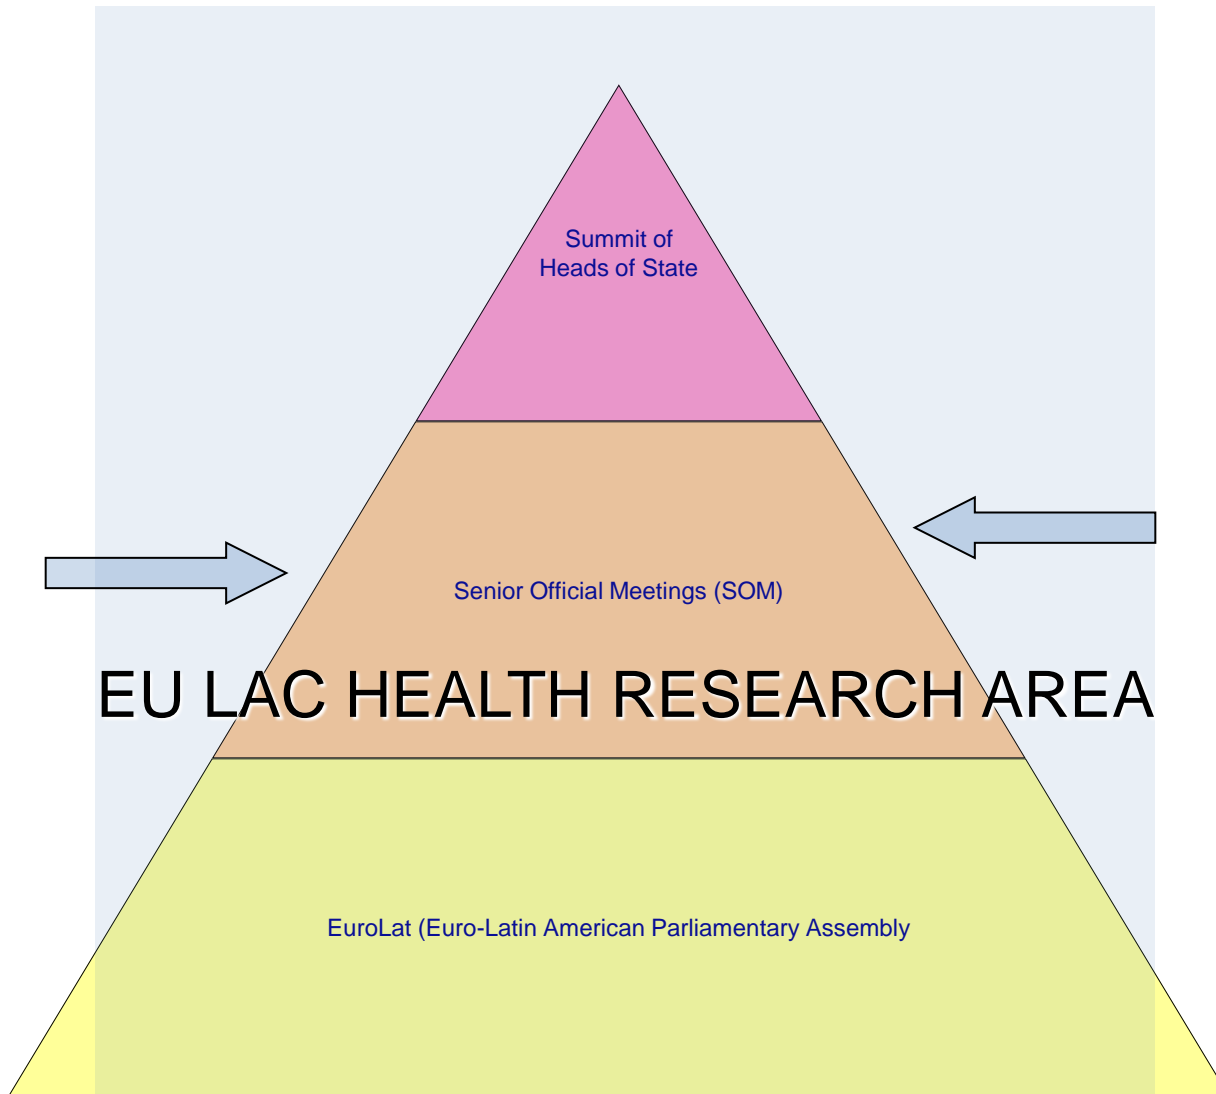 Summit of
Heads of State
Senior Official Meetings (SOM)
EU LAC HEALTH RESEARCH AREA
EuroLat (Euro-Latin American Parliamentary Assembly